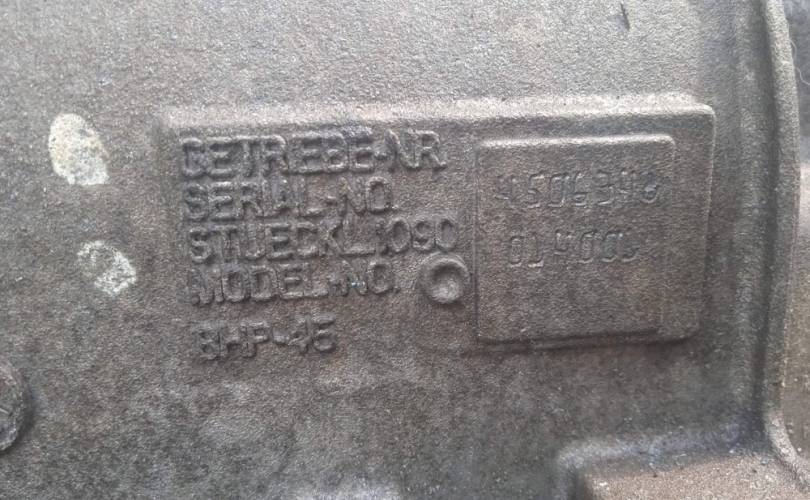 GETRIEBE-NR.
SERIAL-NO.
STUECKL.1090
MODEL-NO.
8HP-45